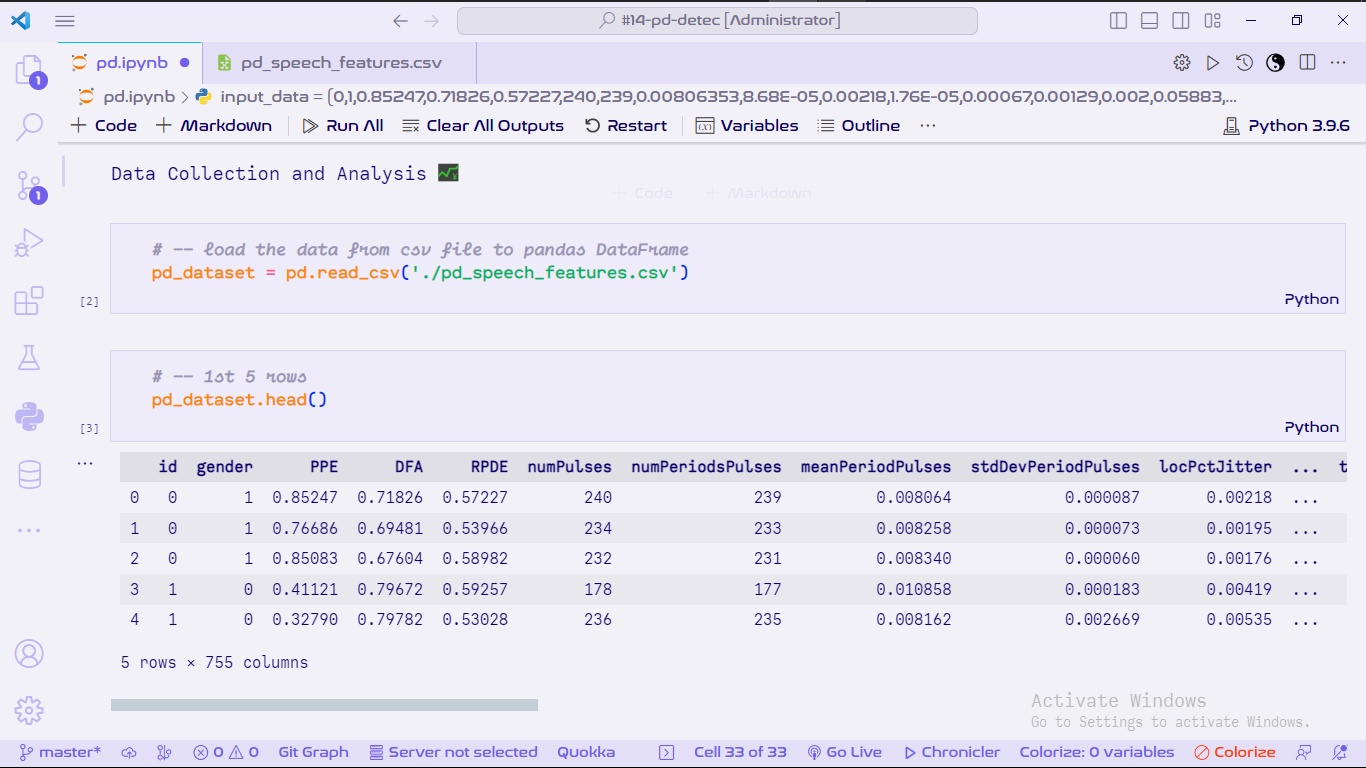 #14-pd-detec [Administrator]
pd.ipynb pd_speech_features.csv
1
pd.ipynb > input_data = (0,1,0.85247,0.71826,0.57227,240,239,0.00806353,8.68E-05,0.00218,1.76E-05,0.00067,0.00129,0.002,0.05883,...
+ Code + Markdown Run All Clear All Outputs Restart Variables Outline ... Python 3.9.6
Data Collection and Analysis
+ Code + Markdown
1
# -- load the data from csv file to pandas DataFrame
pd_dataset = pd.read_csv('./pd_speech_features.csv')
[2] Python
# -- 1st 5 rows
pd_dataset.head()
[3] Python
... id gender PPE DFA RPDE numPulses numPeriodsPulses meanPeriodPulses stdDevPeriodPulses locPctJitter ... t
0 0 1 0.85247 0.71826 0.57227 240 239 0.008064 0.000087 0.00218 ...
1 0 1 0.76686 0.69481 0.53966 234 233 0.008258 0.000073 0.00195 ...
2 0 1 0.85083 0.67604 0.58982 232 231 0.008340 0.000060 0.00176 ...
3 1 0 0.41121 0.79672 0.59257 178 177 0.010858 0.000183 0.00419 ...
4 1 0 0.32790 0.79782 0.53028 236 235 0.008162 0.002669 0.00535 ...
5 rows × 755 columns
Activate Windows
Go to Settings to activate Windows.
master* 0 0 Git Graph Server not selected Quokka Cell 33 of 33 Go Live Chronicler Colorize: 0 variables Colorize